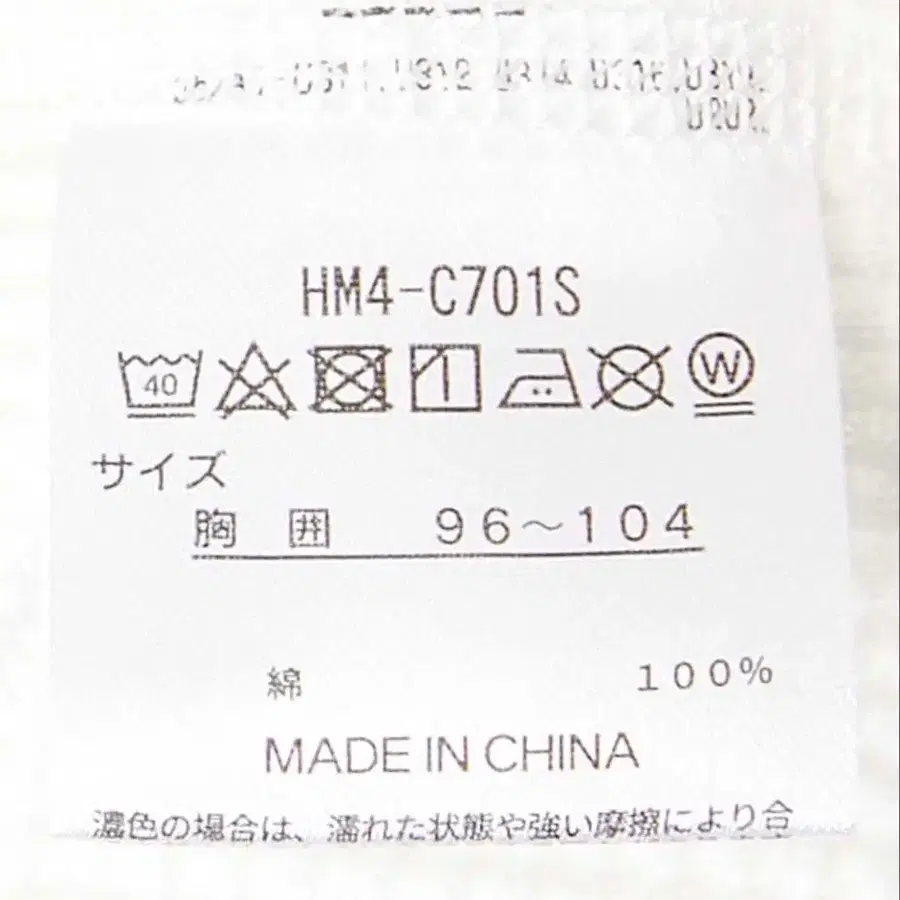 HM4-C701S
40 W
サイズ
胸 囲 96～104
綿 100%
MADE IN CHINA
濃色の場合は、濡れた状態や強い摩擦により合